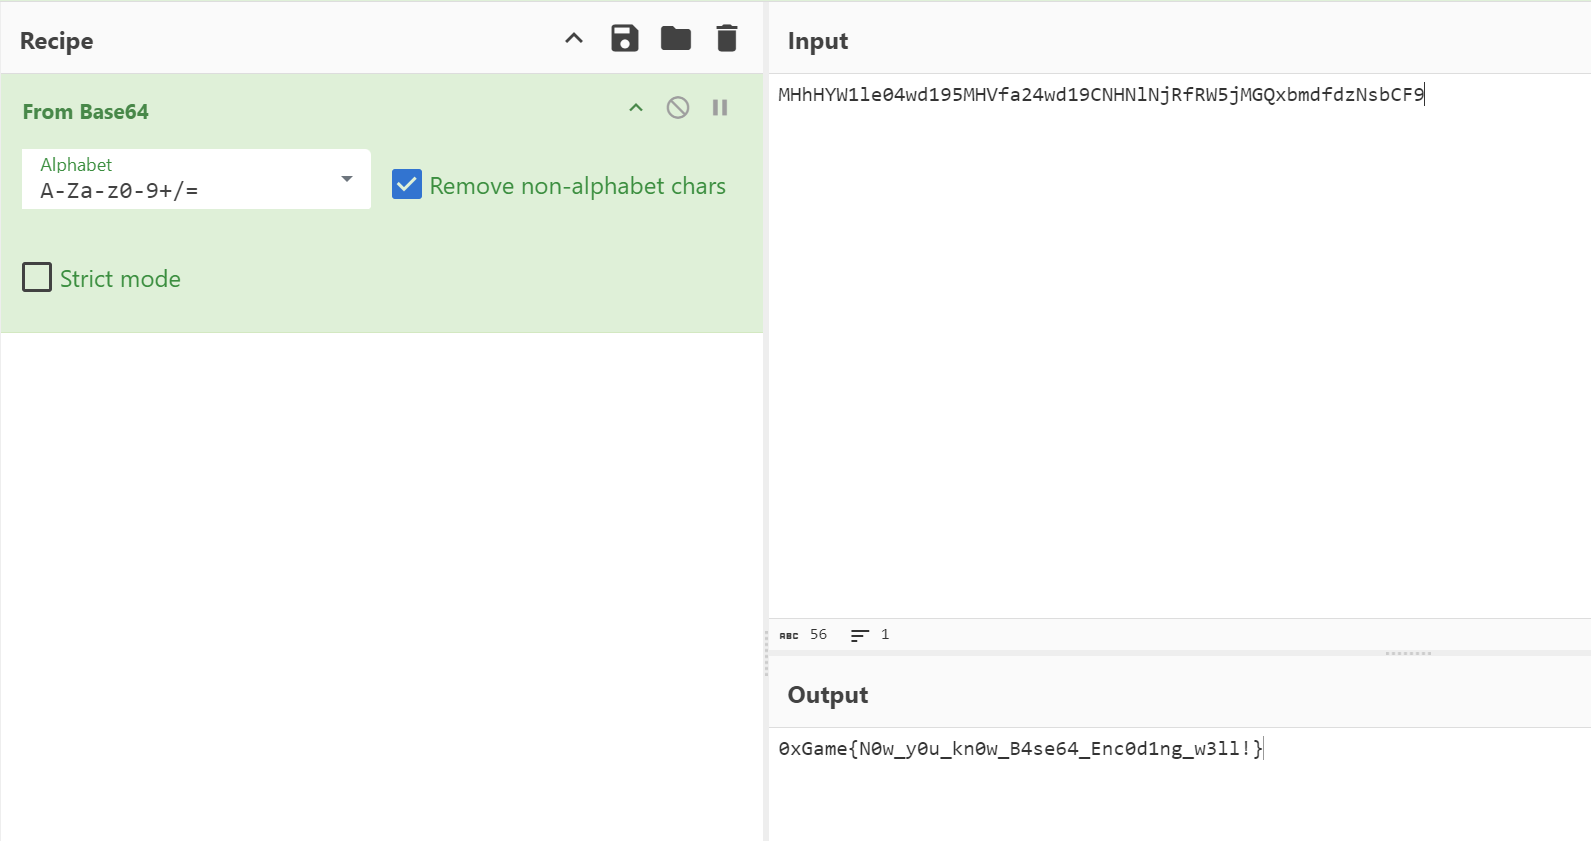 Recipe
From Base64
Alphabet
A-Za-z0-9+/=
Remove non-alphabet chars
Strict mode
Input
MHhHYW1le04wd195MHVfa24wd19CNHNlNjRfRW5jMGQxbmdfdzNsbCF9
ABC 56 1
Output
0xGame{N0w_y0u_kn0w_B4se64_Enc0d1ng_w3ll!}